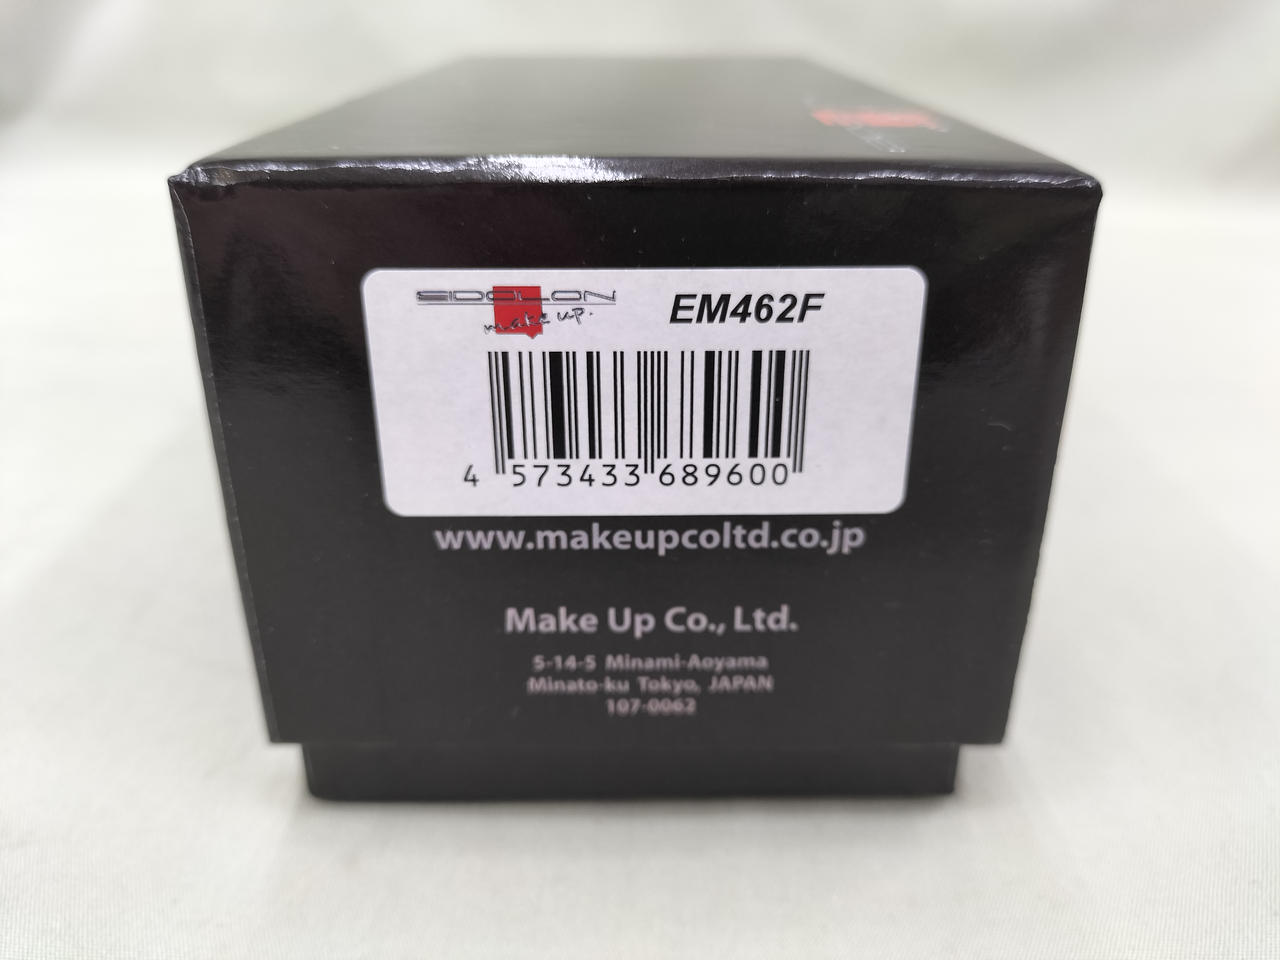 EIDOLON
make up.
EM462F
4 573433 689600
www.makeupcoltd.co.jp
Make Up Co., Ltd.
5-14-5 Minami-Aoyama
Minato-ku Tokyo, JAPAN
107-0062